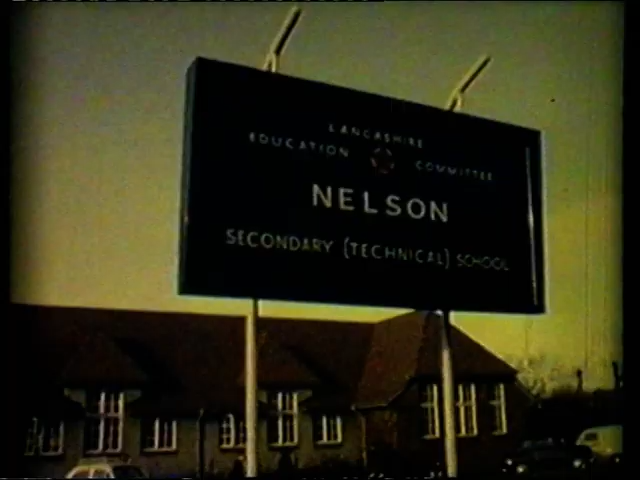 LANCASHIRE
EDUCATION COMMITTEE
NELSON
SECONDARY (TECHNICAL) SCHOOL